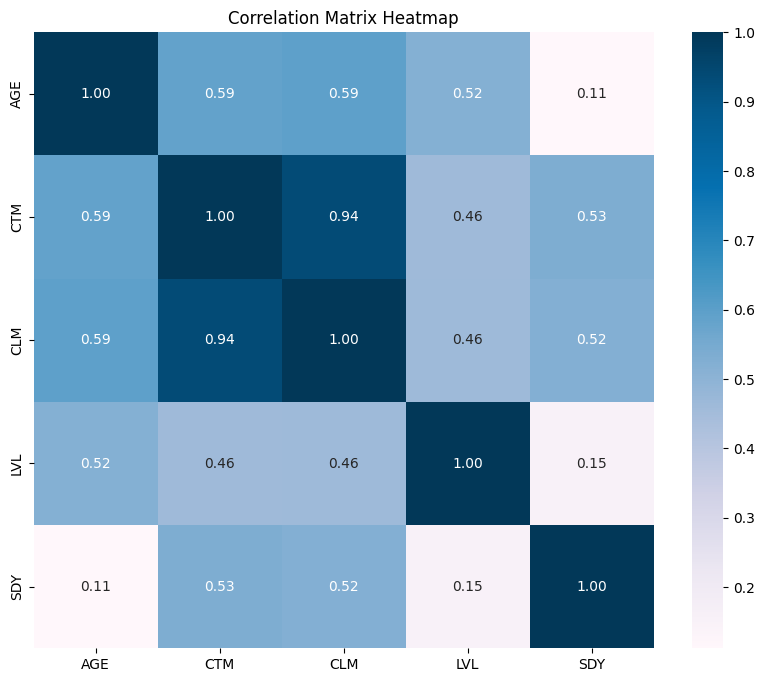 Correlation Matrix Heatmap
AGE 1.00 0.59 0.59 0.52 0.11
CTM 0.59 1.00 0.94 0.46 0.53
CLM 0.59 0.94 1.00 0.46 0.52
LVL 0.52 0.46 0.46 1.00 0.15
SDY 0.11 0.53 0.52 0.15 1.00
AGE CTM CLM LVL SDY
1.0
0.9
0.8
0.7
0.6
0.5
0.4
0.3
0.2